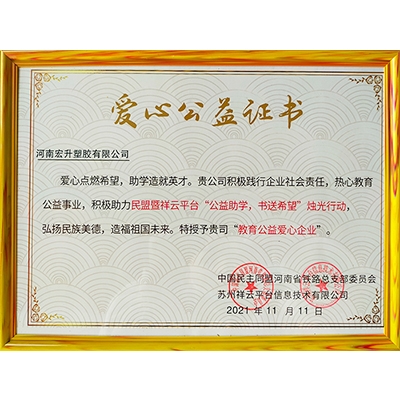 爱心公益证书
河南宏升塑胶有限公司
爱心点燃希望，助学造就英才。贵公司积极践行企业社会责任，热心教育
公益事业，积极助力民盟暨祥云平台“公益助学，书送希望”烛光行动，
弘扬民族美德，造福祖国未来。特授予贵司“教育公益爱心企业”。
中国民主同盟河南省铁路总支部委员会
苏州祥云平台信息技术有限公司
2021 年 11 月 11 日